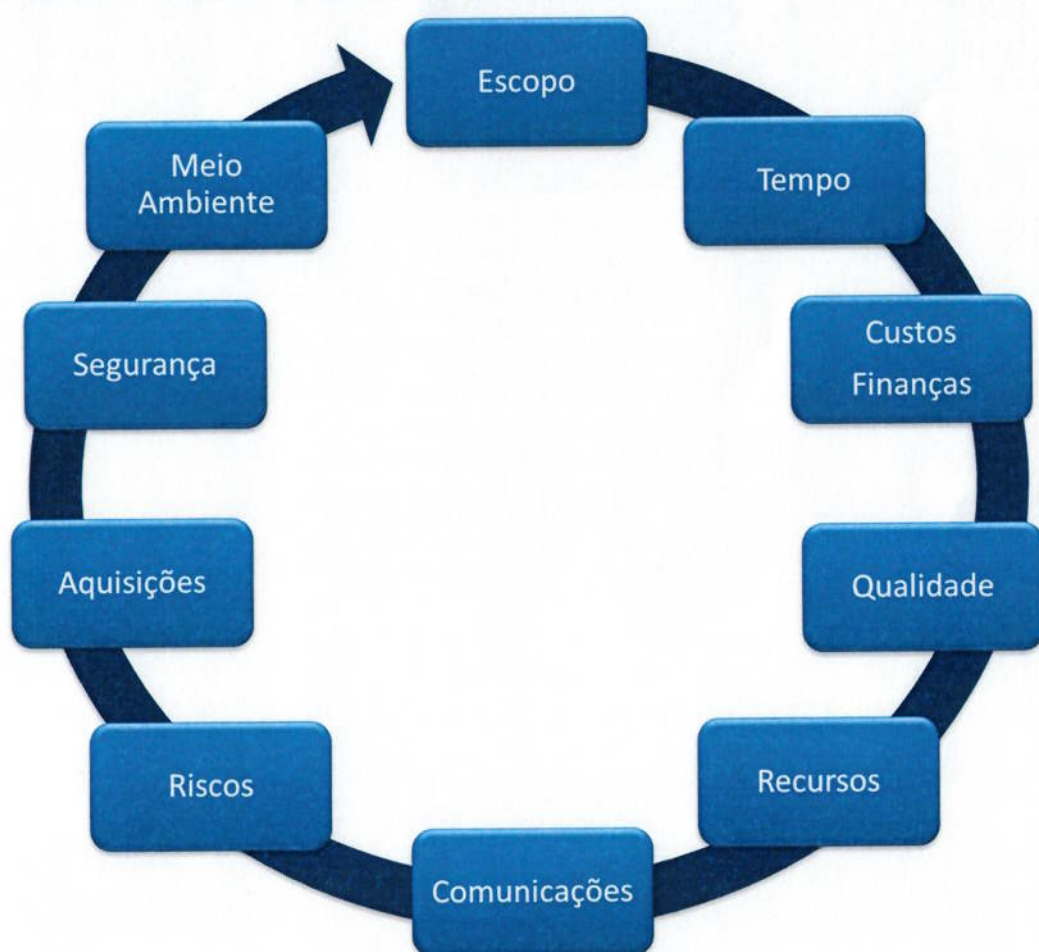 Escopo
Tempo
Custos
Finanças
Qualidade
Recursos
Comunicações
Riscos
Aquisições
Segurança
Meio
Ambiente